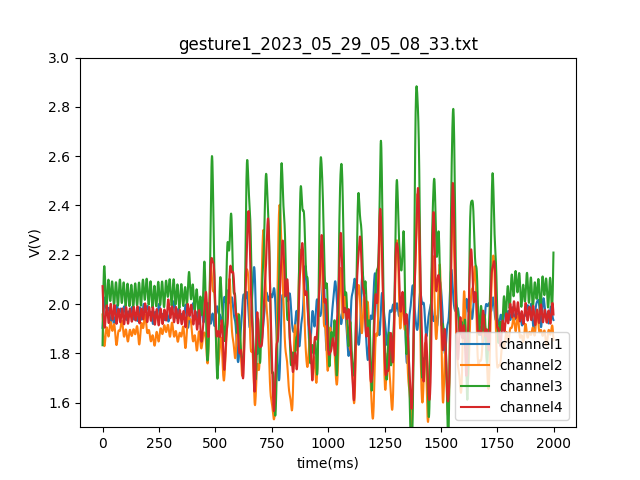 gesture1_2023_05_29_05_08_33.txt
3.0
2.8
2.6
2.4
2.2
2.0
1.8
1.6
V(V)
channel1
channel2
channel3
channel4
0 250 500 750 1000 1250 1500 1750 2000
time(ms)